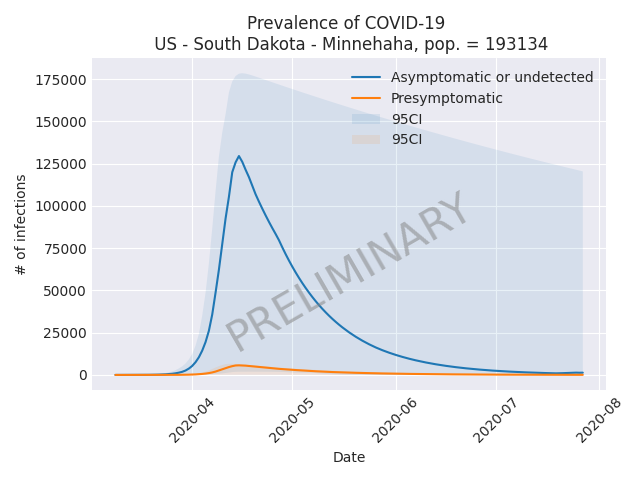 Prevalence of COVID-19
US - South Dakota - Minnehaha, pop. = 193134
Asymptomatic or undetected
Presymptomatic
95CI
95CI
175000
150000
125000
100000
75000
50000
25000
0
# of infections
PRELIMINARY
2020-04
2020-05
2020-06
2020-07
2020-08
Date